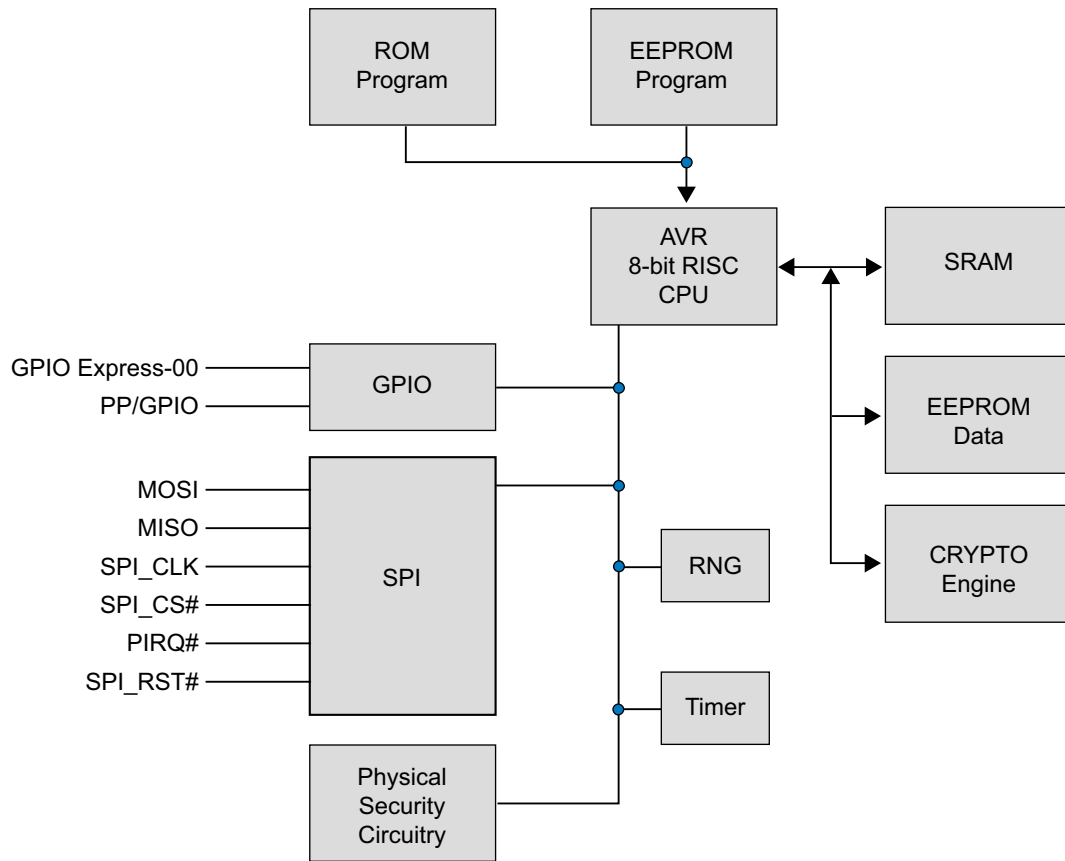 ROM
Program
EEPROM
Program
AVR
8-bit RISC
CPU
SRAM
GPIO Express-00
PP/GPIO
GPIO
EEPROM
Data
MOSI
MISO
SPI_CLK
SPI_CS#
PIRQ#
SPI_RST#
SPI
RNG
CRYPTO
Engine
Timer
Physical
Security
Circuitry